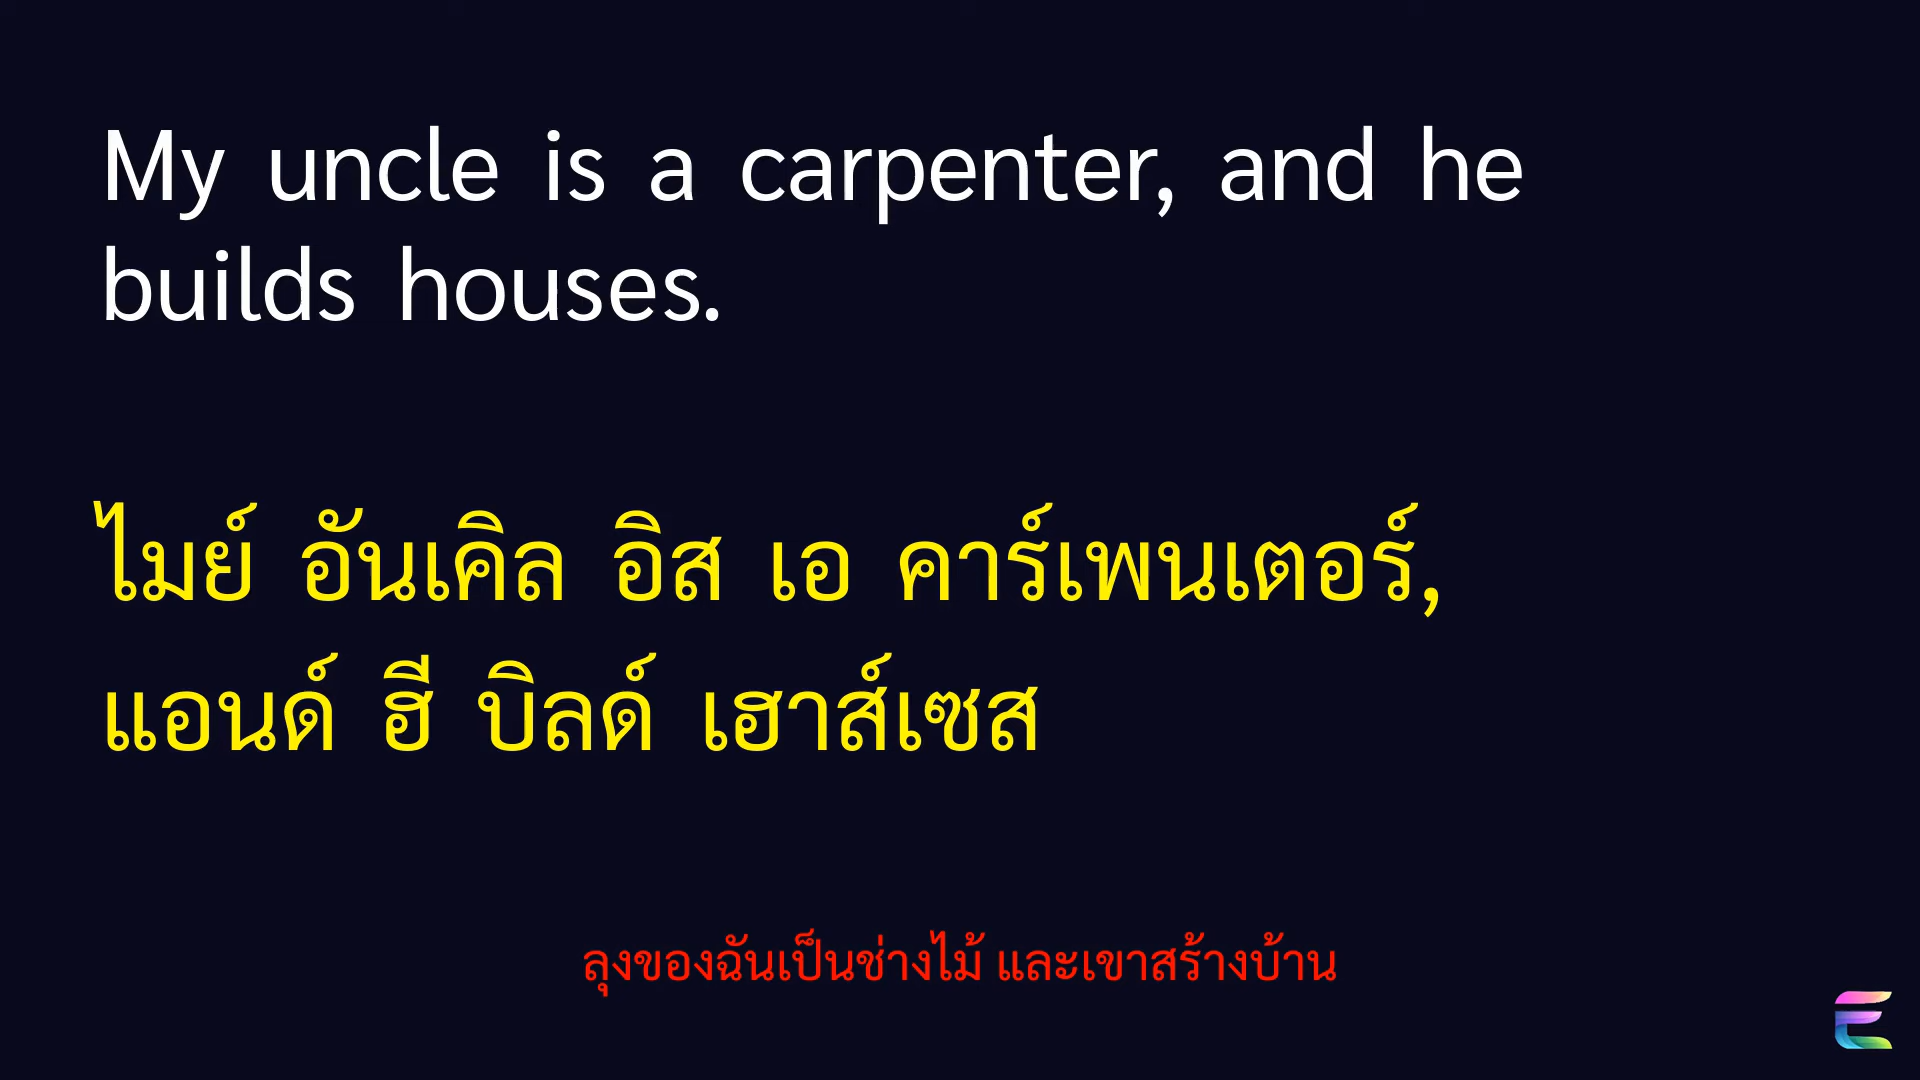 My uncle is a carpenter, and he
builds houses.
ไมย์ อันเคิล อิส เอ คาร์เพนเตอร์,
แอนด์ ฮี บิลด์ เฮาส์เซส
ลุงของฉันเป็นช่างไม้ และเขาสร้างบ้าน